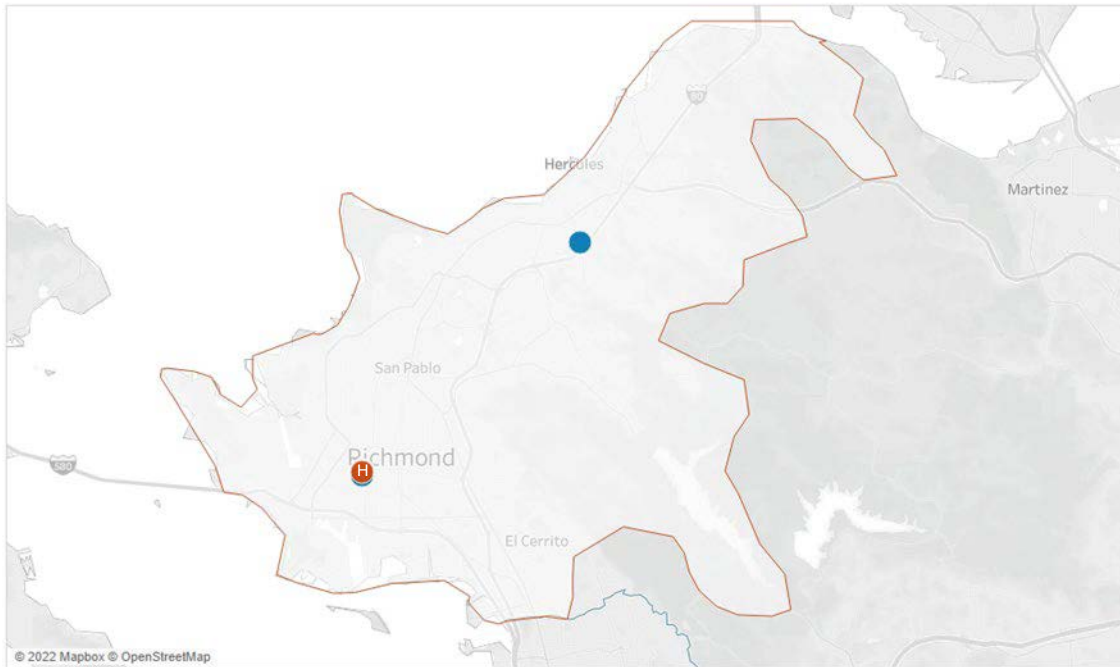 80
Hercules
Martinez
San Pablo
Richmond
H
580
El Cerrito
© 2022 Mapbox © OpenStreetMap